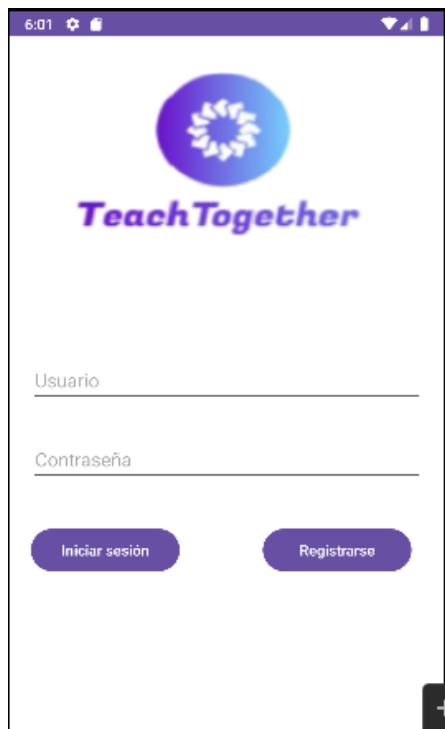 6:01
TeachTogether
Usuario
Contraseña
Iniciar sesión
Registrarse